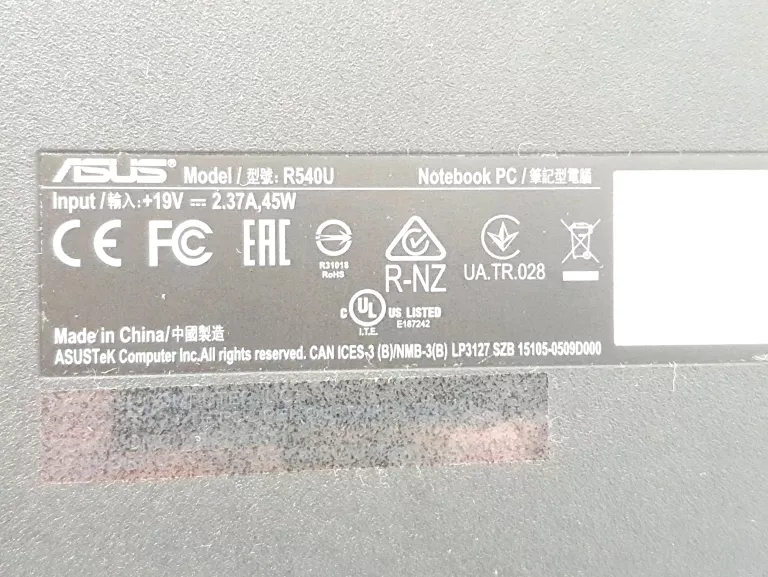 ASUS® Model / 型號: R540U Notebook PC / 筆記型電腦
Input / 輸入: +19V ⎓ 2.37A,45W
CE FC EAC R-NZ UA.TR.028
R31018
RoHS
C UL US LISTED
I.T.E. E187242
Made in China/中國製造
ASUSTeK Computer Inc.All rights reserved. CAN ICES-3 (B)/NMB-3(B) LP3127 SZB 15105-0509D000